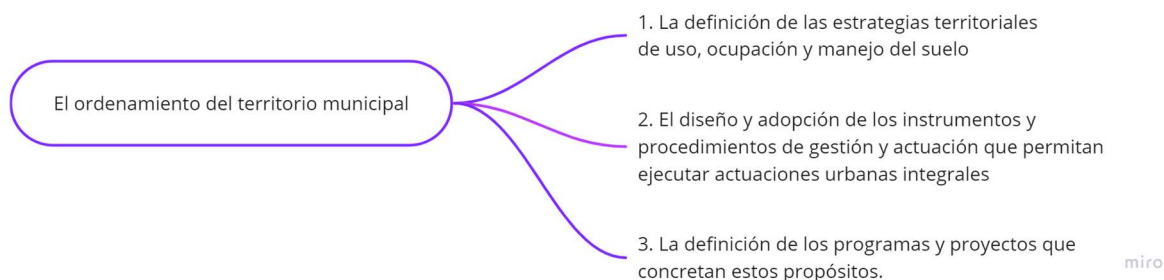 El ordenamiento del territorio municipal
1. La definición de las estrategias territoriales
de uso, ocupación y manejo del suelo
2. El diseño y adopción de los instrumentos y
procedimientos de gestión y actuación que permitan
ejecutar actuaciones urbanas integrales
3. La definición de los programas y proyectos que
concretan estos propósitos.
miro